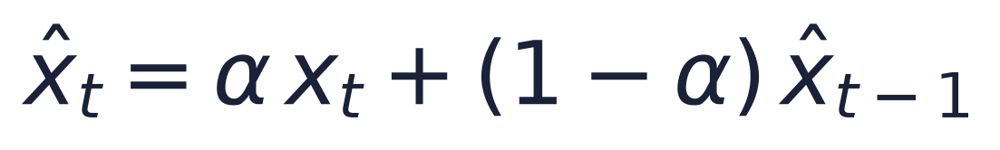 x̂ₜ = α xₜ + (1 − α) x̂ₜ₋₁